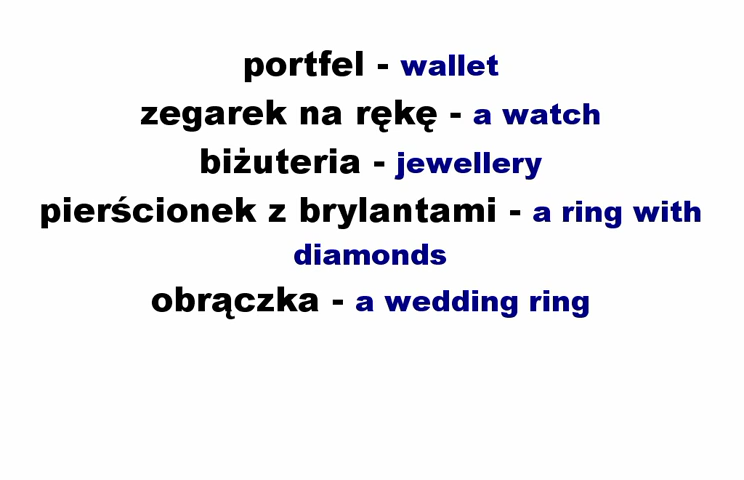 portfel - wallet
zegarek na rękę - a watch
biżuteria - jewellery
pierścionek z brylantami - a ring with
diamonds
obrączka - a wedding ring